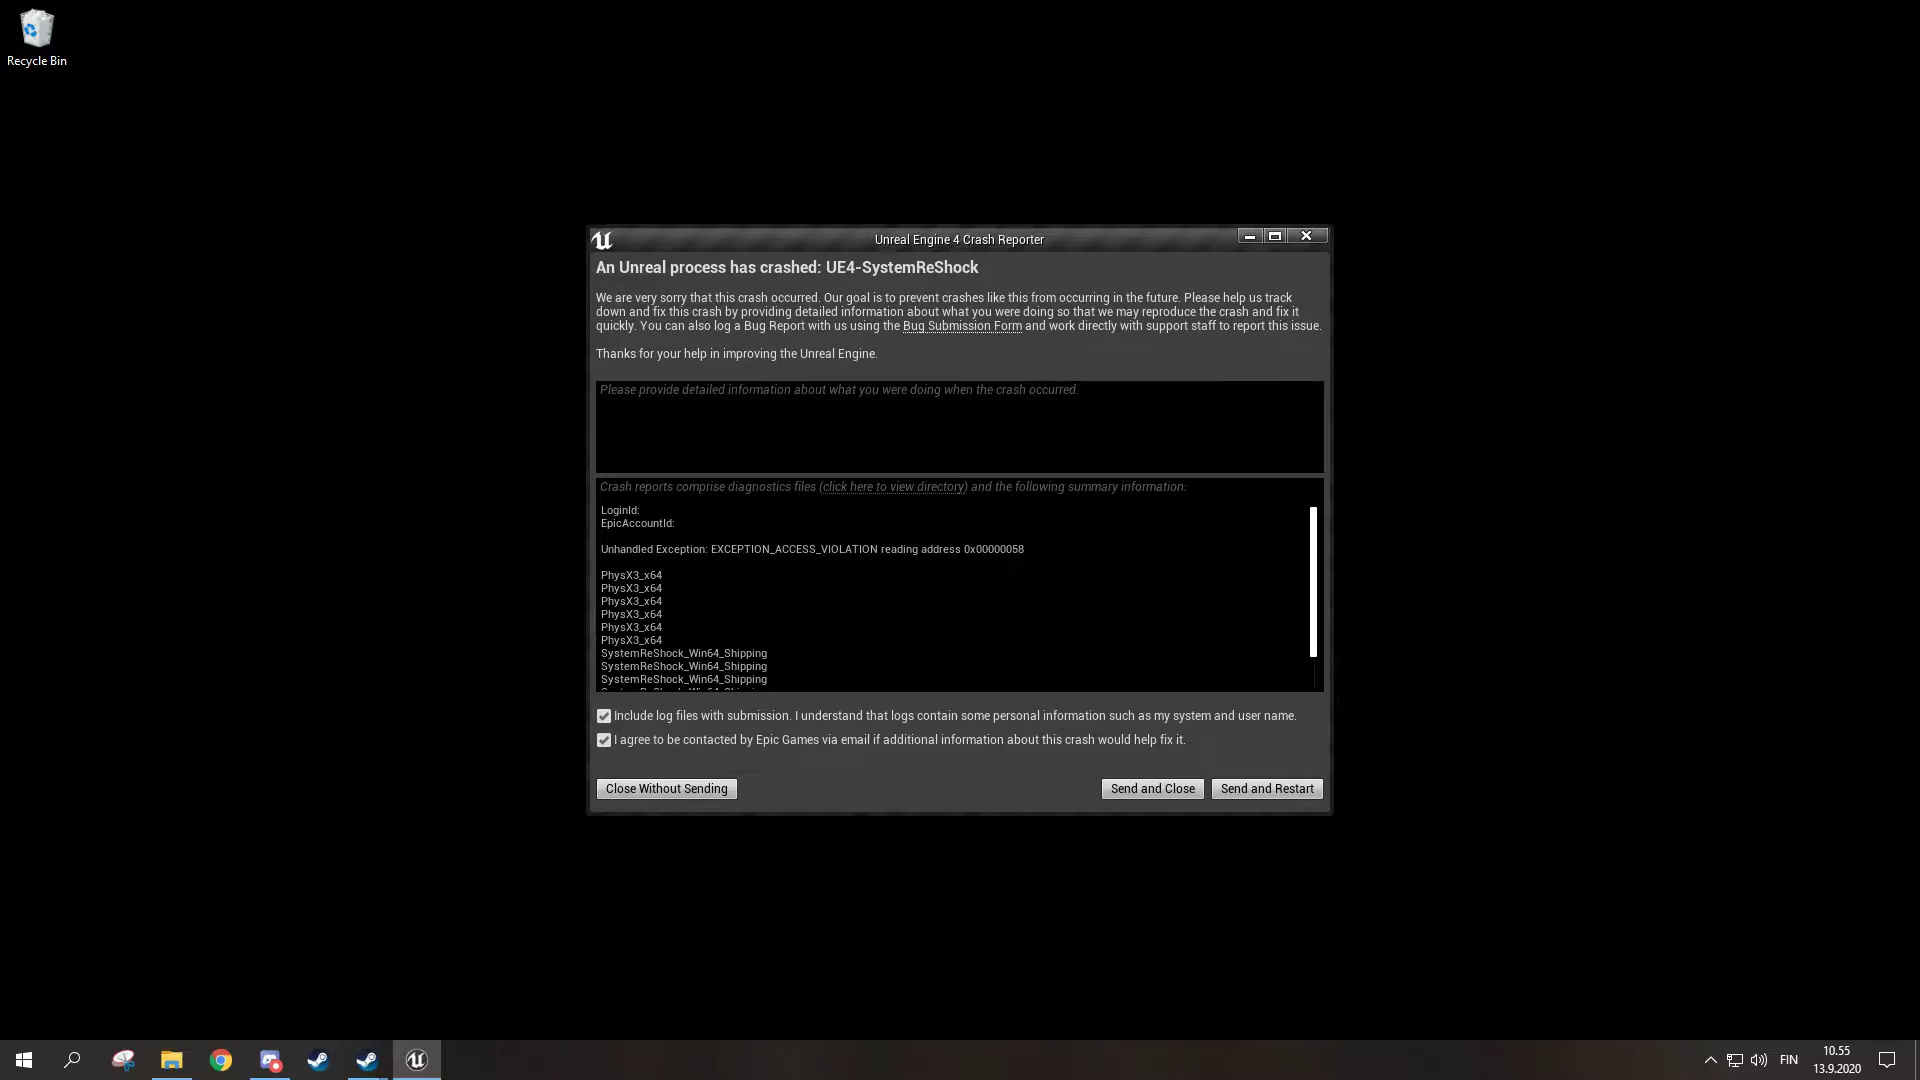 Recycle Bin
Unreal Engine 4 Crash Reporter
An Unreal process has crashed: UE4-SystemReShock
We are very sorry that this crash occurred. Our goal is to prevent crashes like this from occurring in the future. Please help us track
down and fix this crash by providing detailed information about what you were doing so that we may reproduce the crash and fix it
quickly. You can also log a Bug Report with us using the Bug Submission Form and work directly with support staff to report this issue.
Thanks for your help in improving the Unreal Engine.
Please provide detailed information about what you were doing when the crash occurred.
Crash reports comprise diagnostics files (click here to view directory) and the following summary information:
LoginId:
EpicAccountId:
Unhandled Exception: EXCEPTION_ACCESS_VIOLATION reading address 0x00000058
PhysX3_x64
PhysX3_x64
PhysX3_x64
PhysX3_x64
PhysX3_x64
PhysX3_x64
SystemReShock_Win64_Shipping
SystemReShock_Win64_Shipping
SystemReShock_Win64_Shipping
Include log files with submission. I understand that logs contain some personal information such as my system and user name.
I agree to be contacted by Epic Games via email if additional information about this crash would help fix it.
Close Without Sending
Send and Close
Send and Restart
FIN
10.55
13.9.2020